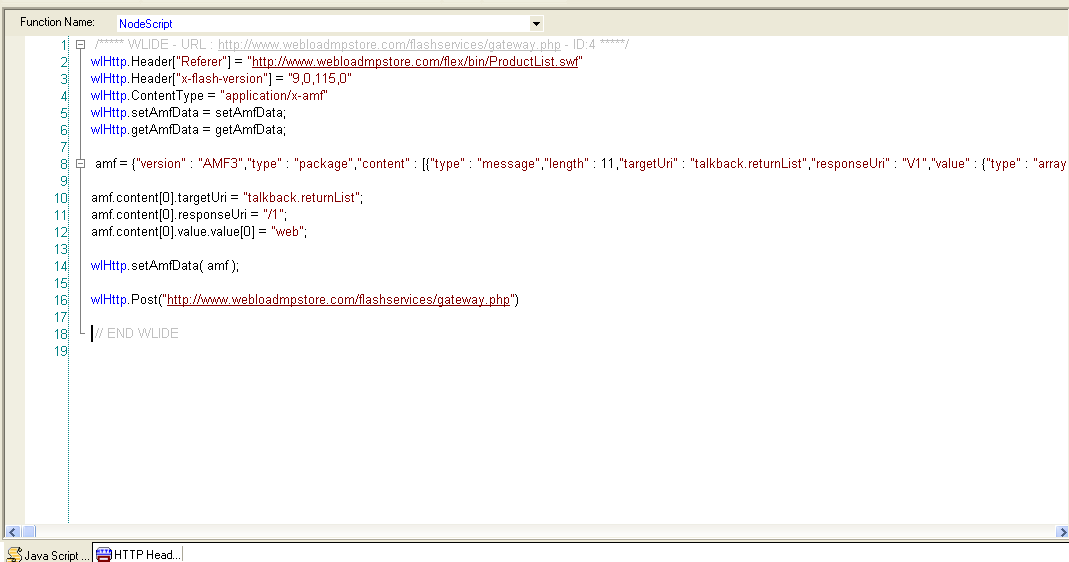 Function Name: NodeScript
1 /***** WLIDE - URL : http://www.webloadmpstore.com/flashservices/gateway.php - ID:4 *****/
2 wlHttp.Header["Referer"] = "http://www.webloadmpstore.com/flex/bin/ProductList.swf"
3 wlHttp.Header["x-flash-version"] = "9,0,115,0"
4 wlHttp.ContentType = "application/x-amf"
5 wlHttp.setAmfData = setAmfData;
6 wlHttp.getAmfData = getAmfData;
7
8 amf = {"version" : "AMF3","type" : "package","content" : [{"type" : "message","length" : 11,"targetUri" : "talkback.returnList","responseUri" : "V1","value" : {"type" : "array
9
10 amf.content[0].targetUri = "talkback.returnList";
11 amf.content[0].responseUri = "/1";
12 amf.content[0].value.value[0] = "web";
13
14 wlHttp.setAmfData( amf );
15
16 wlHttp.Post("http://www.webloadmpstore.com/flashservices/gateway.php")
17
18 // END WLIDE
19
Java Script ... HTTP Head...